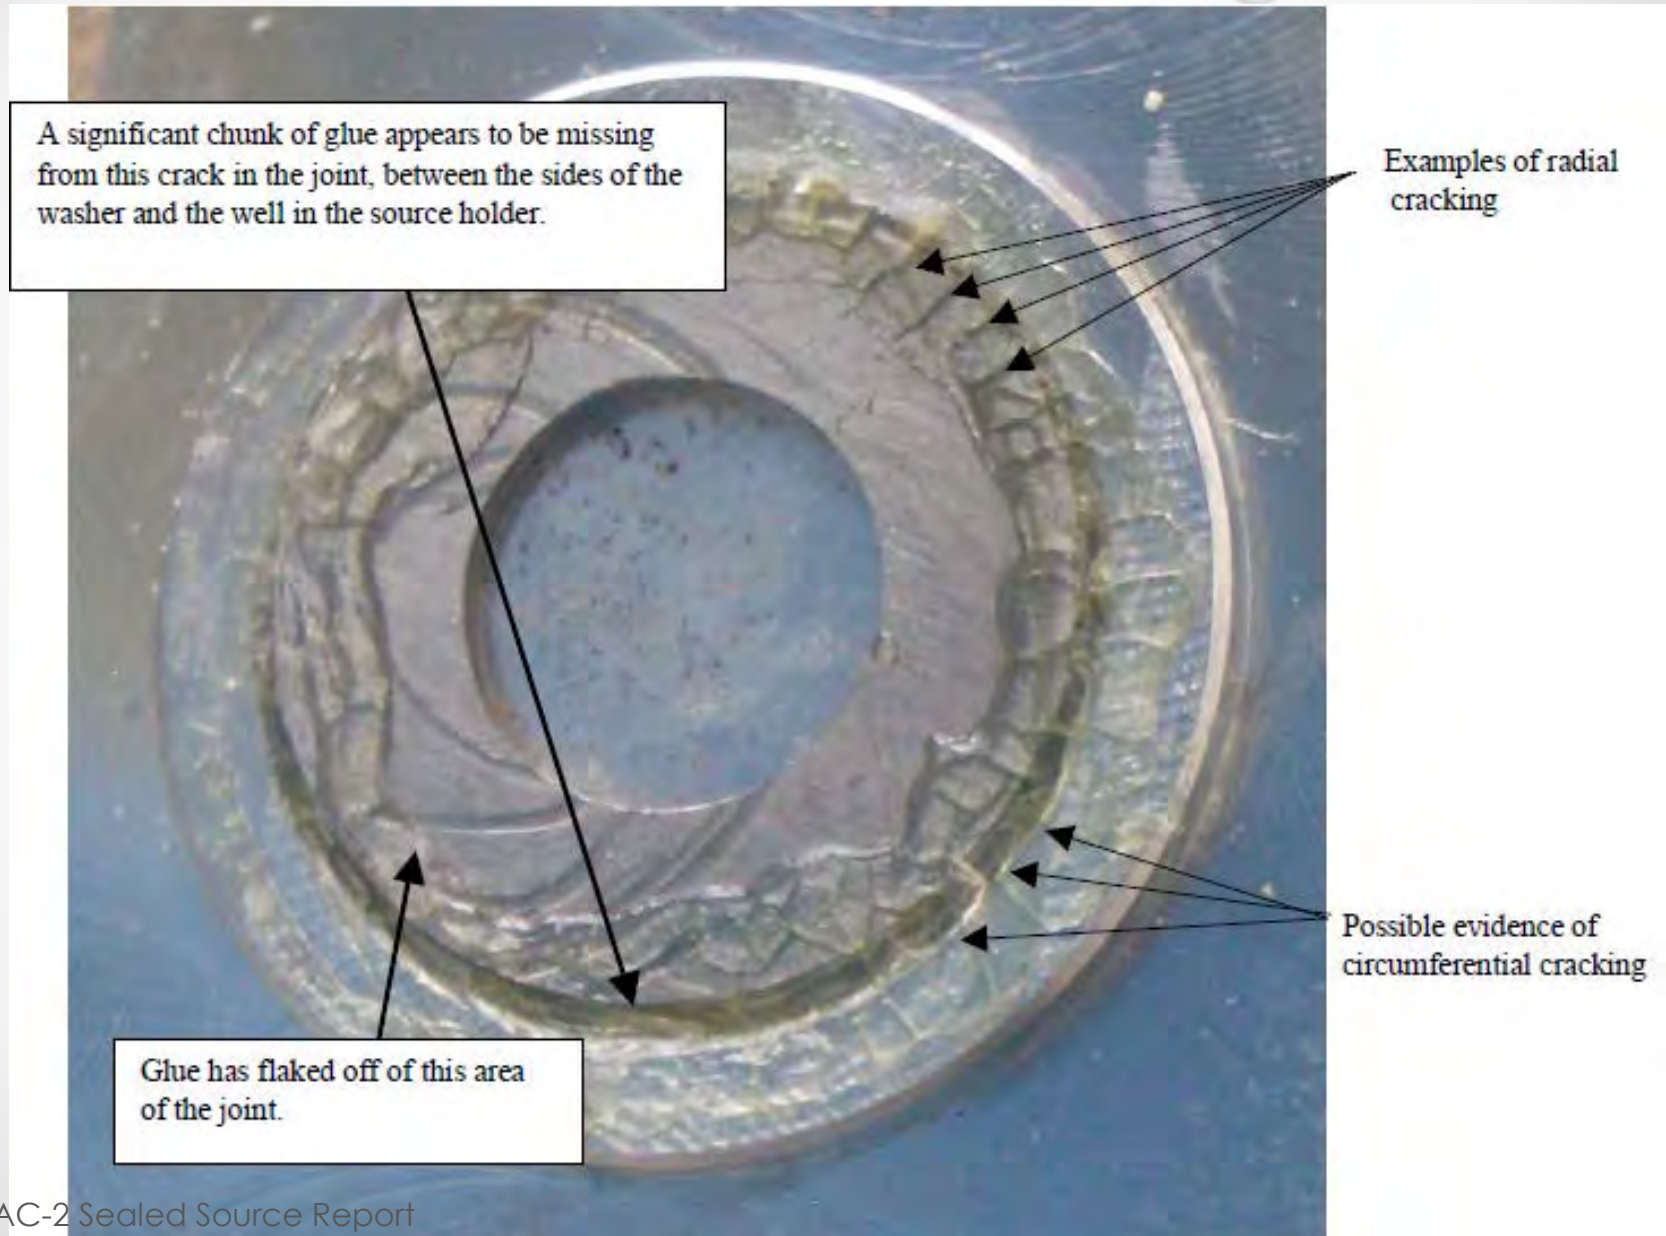 A significant chunk of glue appears to be missing
from this crack in the joint, between the sides of the
washer and the well in the source holder.
Examples of radial
cracking
Possible evidence of
circumferential cracking
Glue has flaked off of this area
of the joint.
AC-2 Sealed Source Report